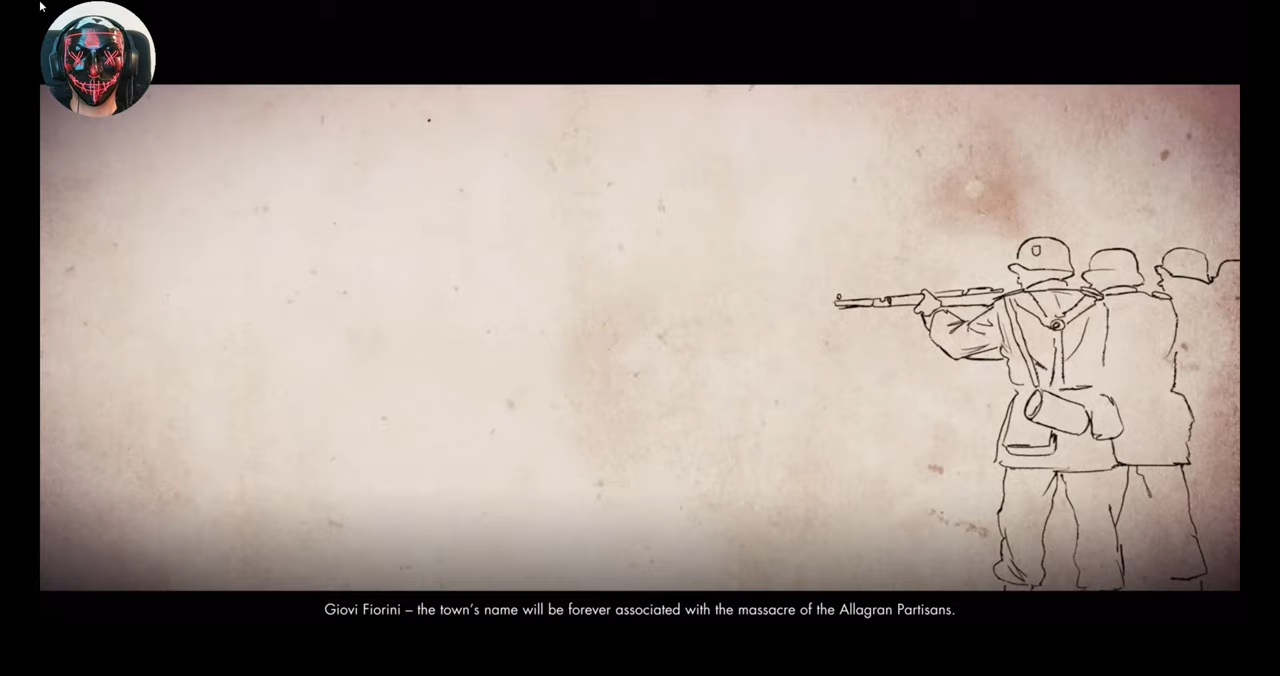 Giovi Fiorini – the town's name will be forever associated with the massacre of the Allagran Partisans.